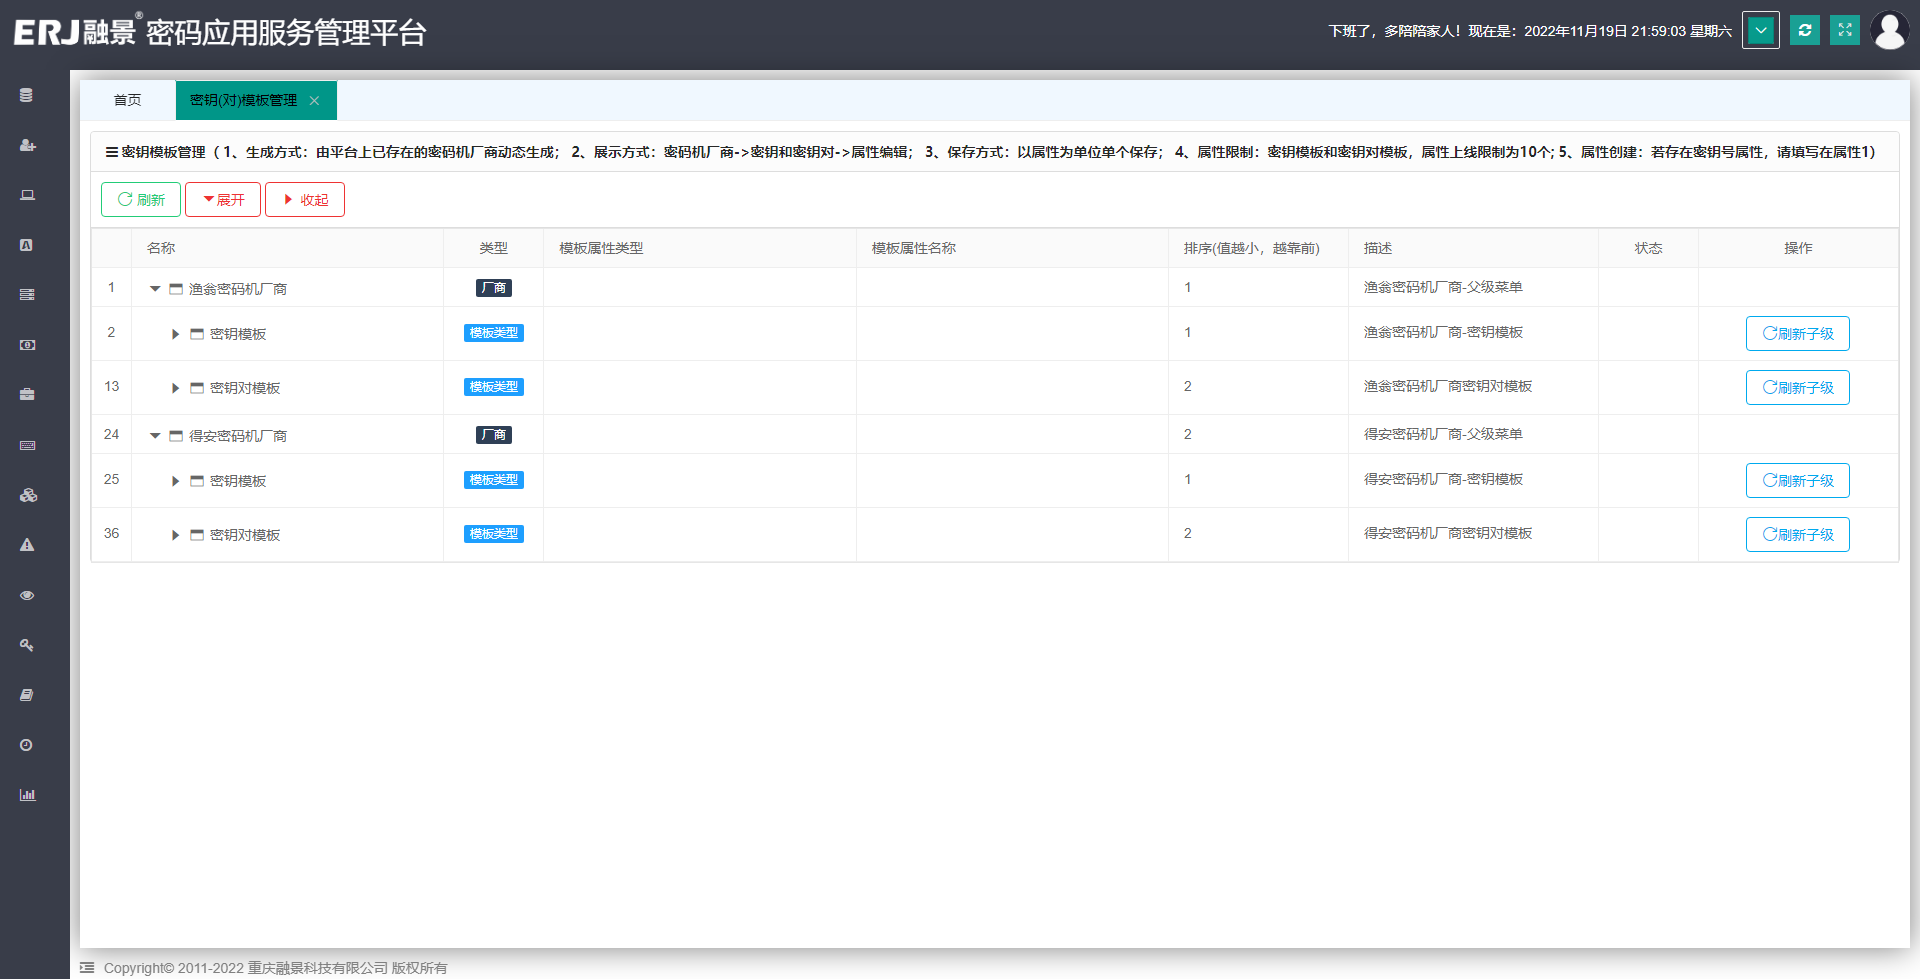 ERJ融景® 密码应用服务管理平台
下班了，多陪陪家人！现在是：2022年11月19日 21:59:03 星期六
首页
密钥(对)模板管理
密钥模板管理（ 1、生成方式：由平台上已存在的密码机厂商动态生成； 2、展示方式：密码机厂商->密钥和密钥对->属性编辑； 3、保存方式：以属性为单位单个保存； 4、属性限制：密钥模板和密钥对模板，属性上线限制为10个; 5、属性创建：若存在密钥号属性，请填写在属性1）
刷新 展开 收起
名称 类型 模板属性类型 模板属性名称 排序(值越小，越靠前) 描述 状态 操作
1 渔翁密码机厂商 厂商 1 渔翁密码机厂商-父级菜单
2 密钥模板 模板类型 1 渔翁密码机厂商-密钥模板 刷新子级
13 密钥对模板 模板类型 2 渔翁密码机厂商密钥对模板 刷新子级
24 得安密码机厂商 厂商 2 得安密码机厂商-父级菜单
25 密钥模板 模板类型 1 得安密码机厂商-密钥模板 刷新子级
36 密钥对模板 模板类型 2 得安密码机厂商密钥对模板 刷新子级
Copyright© 2011-2022 重庆融景科技有限公司 版权所有